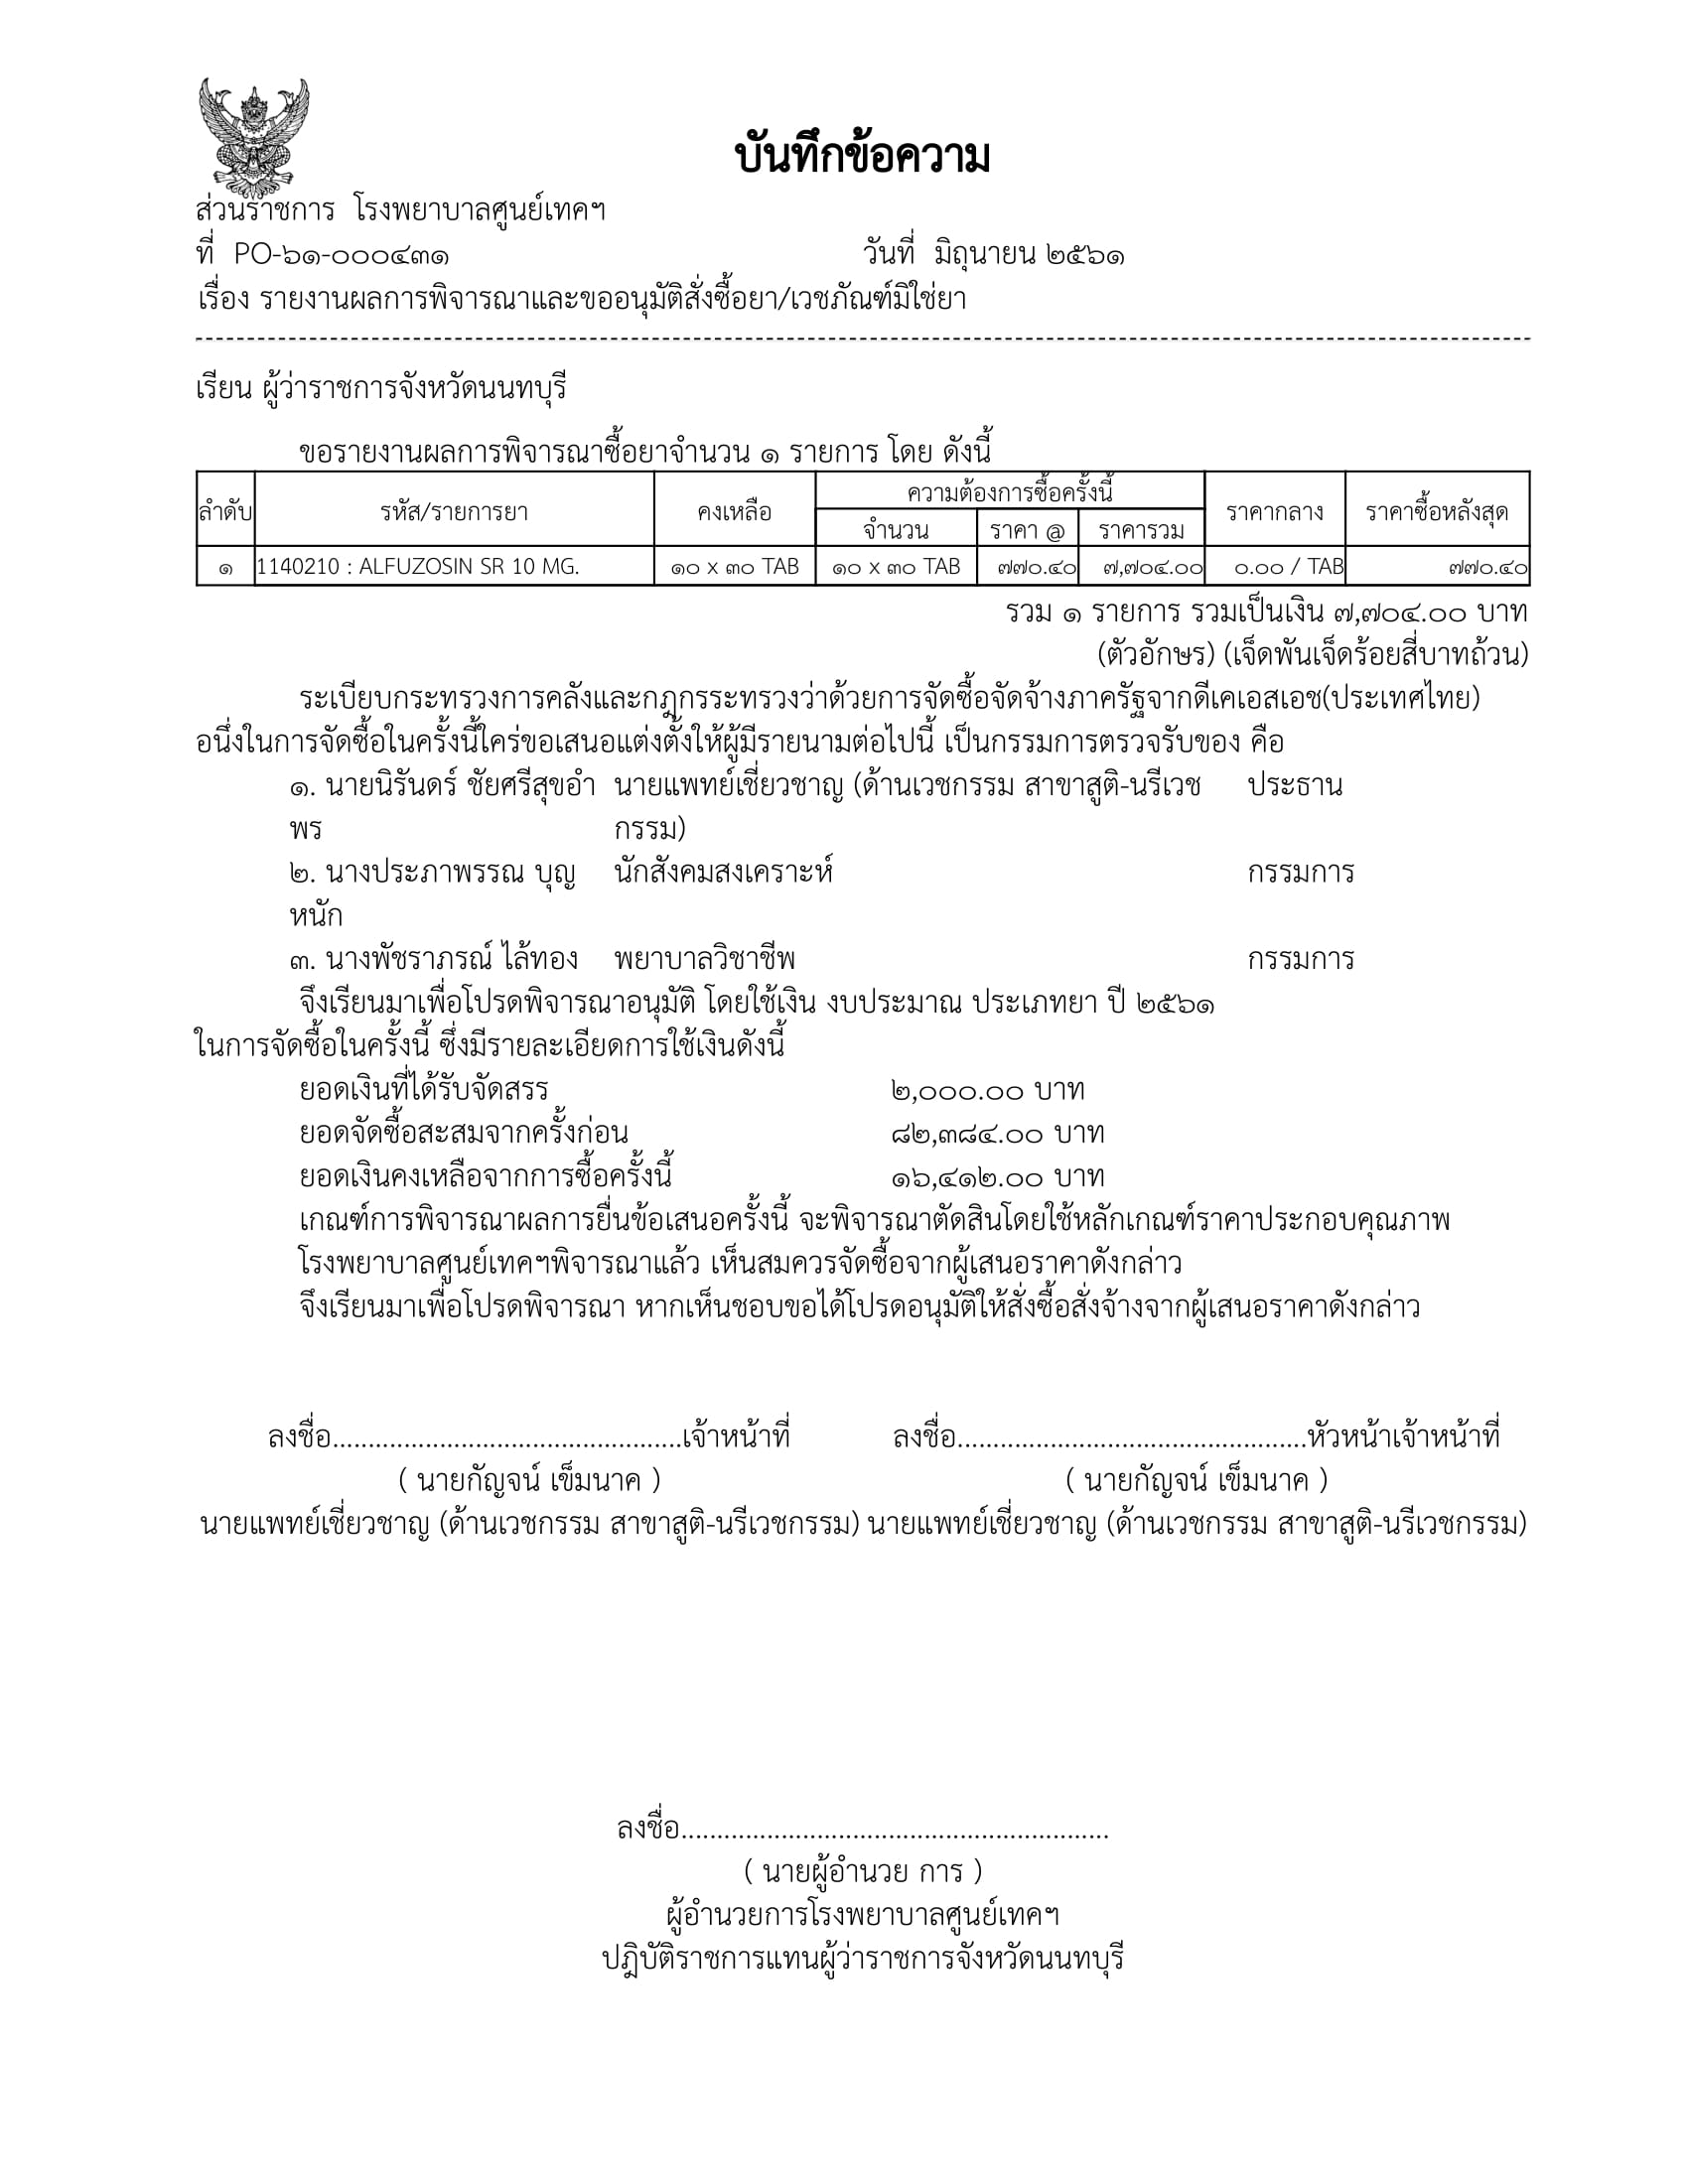 บันทึกข้อความ
ส่วนราชการ โรงพยาบาลศูนย์เทคฯ
ที่ PO-๖๑-๐๐๐๔๓๑ วันที่ มิถุนายน ๒๕๖๑
เรื่อง รายงานผลการพิจารณาและขออนุมัติสั่งซื้อยา/เวชภัณฑ์มิใช่ยา
เรียน ผู้ว่าราชการจังหวัดนนทบุรี
ขอรายงานผลการพิจารณาซื้อยาจำนวน ๑ รายการ โดย ดังนี้
ลำดับ รหัส/รายการยา คงเหลือ ความต้องการซื้อครั้งนี้ ราคากลาง ราคาซื้อหลังสุด
จำนวน ราคา @ ราคารวม
๑ 1140210 : ALFUZOSIN SR 10 MG. ๑๐ x ๓๐ TAB ๑๐ x ๓๐ TAB ๗๗๐.๔๐ ๗,๗๐๔.๐๐ ๐.๐๐ / TAB ๗๗๐.๔๐
รวม ๑ รายการ รวมเป็นเงิน ๗,๗๐๔.๐๐ บาท
(ตัวอักษร) (เจ็ดพันเจ็ดร้อยสี่บาทถ้วน)
ระเบียบกระทรวงการคลังและกฎกรระทรวงว่าด้วยการจัดซื้อจัดจ้างภาครัฐจากดีเคเอสเอช(ประเทศไทย)
อนึ่งในการจัดซื้อในครั้งนี้ใคร่ขอเสนอแต่งตั้งให้ผู้มีรายนามต่อไปนี้ เป็นกรรมการตรวจรับของ คือ
๑. นายนิรันดร์ ชัยศรีสุขอำ นายแพทย์เชี่ยวชาญ (ด้านเวชกรรม สาขาสูติ-นรีเวช ประธาน
พร กรรม)
๒. นางประภาพรรณ บุญ นักสังคมสงเคราะห์ กรรมการ
หนัก
๓. นางพัชราภรณ์ ไล้ทอง พยาบาลวิชาชีพ กรรมการ
จึงเรียนมาเพื่อโปรดพิจารณาอนุมัติ โดยใช้เงิน งบประมาณ ประเภทยา ปี ๒๕๖๑
ในการจัดซื้อในครั้งนี้ ซึ่งมีรายละเอียดการใช้เงินดังนี้
ยอดเงินที่ได้รับจัดสรร ๒,๐๐๐.๐๐ บาท
ยอดจัดซื้อสะสมจากครั้งก่อน ๘๒,๓๘๔.๐๐ บาท
ยอดเงินคงเหลือจากการซื้อครั้งนี้ ๑๖,๔๑๒.๐๐ บาท
เกณฑ์การพิจารณาผลการยื่นข้อเสนอครั้งนี้ จะพิจารณาตัดสินโดยใช้หลักเกณฑ์ราคาประกอบคุณภาพ
โรงพยาบาลศูนย์เทคฯพิจารณาแล้ว เห็นสมควรจัดซื้อจากผู้เสนอราคาดังกล่าว
จึงเรียนมาเพื่อโปรดพิจารณา หากเห็นชอบขอได้โปรดอนุมัติให้สั่งซื้อสั่งจ้างจากผู้เสนอราคาดังกล่าว
ลงชื่อ.................................................เจ้าหน้าที่ ลงชื่อ.................................................หัวหน้าเจ้าหน้าที่
( นายกัญจน์ เข็มนาค ) ( นายกัญจน์ เข็มนาค )
นายแพทย์เชี่ยวชาญ (ด้านเวชกรรม สาขาสูติ-นรีเวชกรรม) นายแพทย์เชี่ยวชาญ (ด้านเวชกรรม สาขาสูติ-นรีเวชกรรม)
ลงชื่อ............................................................
( นายผู้อำนวย การ )
ผู้อำนวยการโรงพยาบาลศูนย์เทคฯ
ปฎิบัติราชการแทนผู้ว่าราชการจังหวัดนนทบุรี